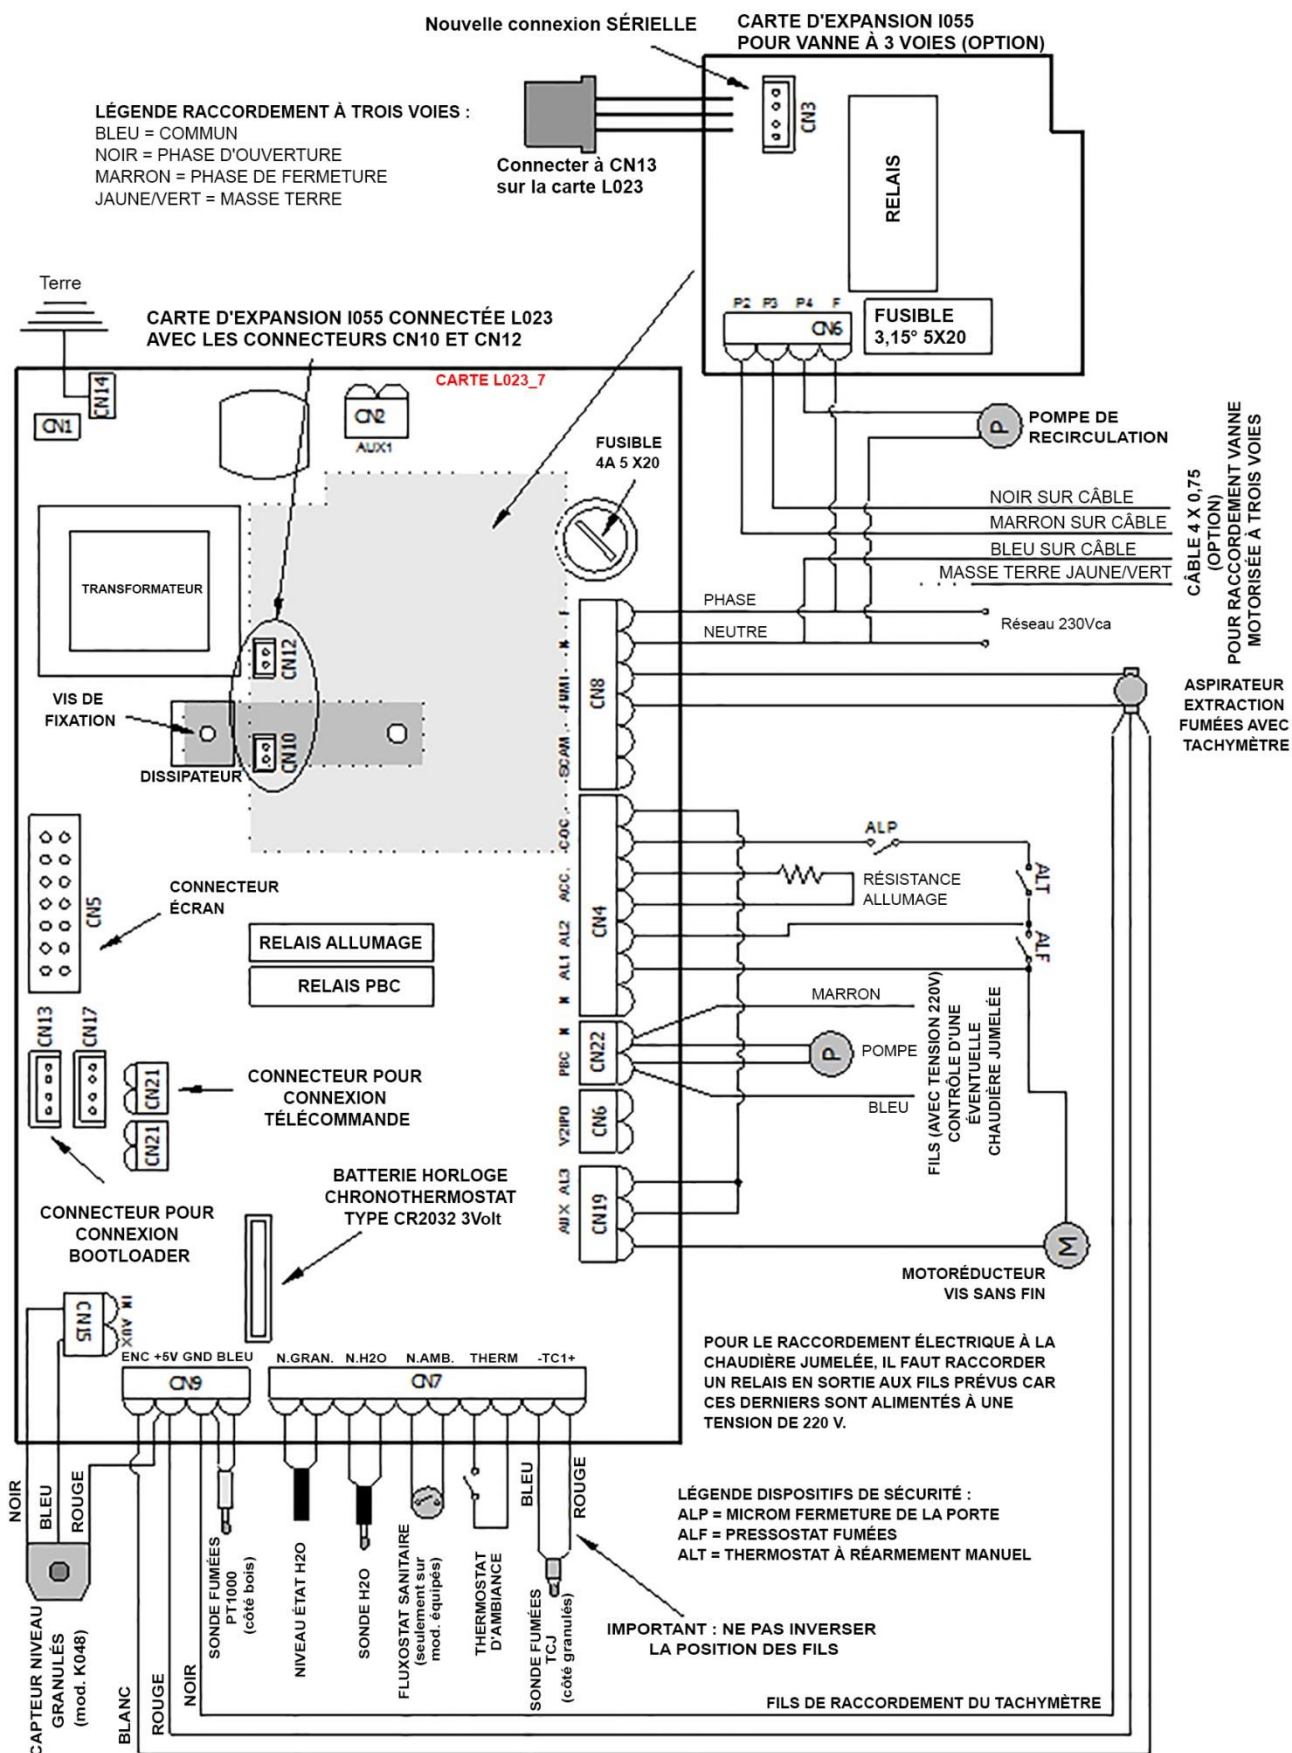 Nouvelle connexion SÉRIELLE
CARTE D'EXPANSION I055
POUR VANNE À 3 VOIES (OPTION)
LÉGENDE RACCORDEMENT À TROIS VOIES :
BLEU = COMMUN
NOIR = PHASE D'OUVERTURE
MARRON = PHASE DE FERMETURE
JAUNE/VERT = MASSE TERRE
Connecter à CN13
sur la carte L023
CN3
RELAIS
P2 P3 P4 F
CN6
FUSIBLE
3,15° 5X20
Terre
CARTE D'EXPANSION I055 CONNECTÉE L023
AVEC LES CONNECTEURS CN10 ET CN12
CARTE L023_7
CN14
CN1
CN2
AUX1
FUSIBLE
4A 5 X20
P
POMPE DE
RECIRCULATION
NOIR SUR CÂBLE
MARRON SUR CÂBLE
BLEU SUR CÂBLE
MASSE TERRE JAUNE/VERT
CÂBLE 4 X 0,75
(OPTION)
POUR RACCORDEMENT VANNE
MOTORISÉE À TROIS VOIES
TRANSFORMATEUR
PHASE
NEUTRE
Réseau 230Vca
CN12
CN10
VIS DE
FIXATION
DISSIPATEUR
F
N
FUMI.
SCAM.
CN8
ASPIRATEUR
EXTRACTION
FUMÉES AVEC
TACHYMÈTRE
CN5
CONNECTEUR
ÉCRAN
RELAIS ALLUMAGE
RELAIS PBC
COC.
ACC.
AL2
AL1
N
CN4
ALP
ALT
ALF
RÉSISTANCE
ALLUMAGE
MARRON
P
POMPE
BLEU
FILS (AVEC TENSION 220V)
CONTRÔLE D'UNE
ÉVENTUELLE
CHAUDIÈRE JUMELÉE
N
PBC
CN22
V2IPO
CN6
AL3
AUX
CN19
CN13
CN17
CN21
CN21
CONNECTEUR POUR
CONNEXION
TÉLÉCOMMANDE
CONNECTEUR POUR
CONNEXION
BOOTLOADER
BATTERIE HORLOGE
CHRONOTHERMOSTAT
TYPE CR2032 3Volt
M
MOTORÉDUCTEUR
VIS SANS FIN
CN15
IN AUX
ENC +5V GND BLEU
CN9
N.GRAN. N.H2O N.AMB. THERM -TC1+
CN7
POUR LE RACCORDEMENT ÉLECTRIQUE À LA
CHAUDIÈRE JUMELÉE, IL FAUT RACCORDER
UN RELAIS EN SORTIE AUX FILS PRÉVUS CAR
CES DERNIERS SONT ALIMENTÉS À UNE
TENSION DE 220 V.
NOIR
BLEU
ROUGE
BLEU
ROUGE
LÉGENDE DISPOSITIFS DE SÉCURITÉ :
ALP = MICROM FERMETURE DE LA PORTE
ALF = PRESSOSTAT FUMÉES
ALT = THERMOSTAT À RÉARMEMENT MANUEL
CAPTEUR NIVEAU
GRANULÉS
(mod. K048)
BLANC
ROUGE
NOIR
SONDE FUMÉES
PT1000
(côté bois)
NIVEAU ÉTAT H2O
SONDE H2O
FLUXOSTAT SANITAIRE
(seulement sur
mod. équipés)
THERMOSTAT
D'AMBIANCE
SONDE FUMÉES
TCJ
(côté granulés)
IMPORTANT : NE PAS INVERSER
LA POSITION DES FILS
FILS DE RACCORDEMENT DU TACHYMÈTRE